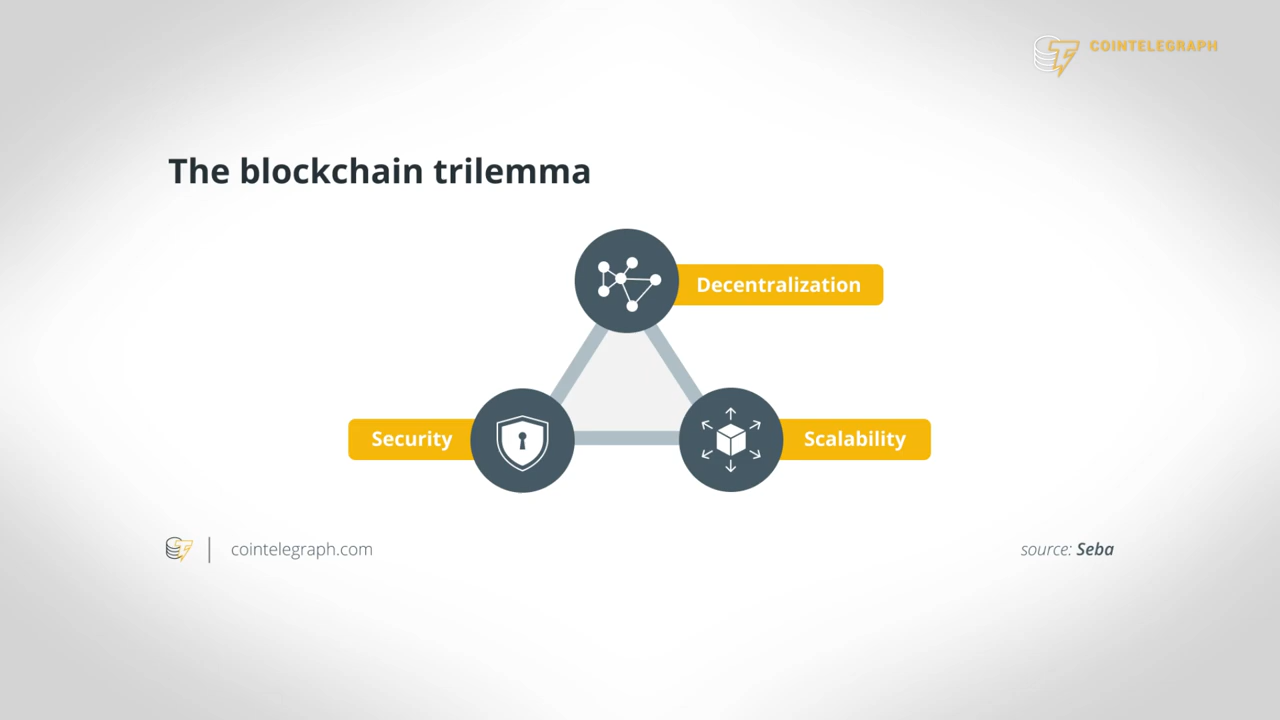 COINTELEGRAPH
The blockchain trilemma
Decentralization
Security
Scalability
cointelegraph.com
source: Seba